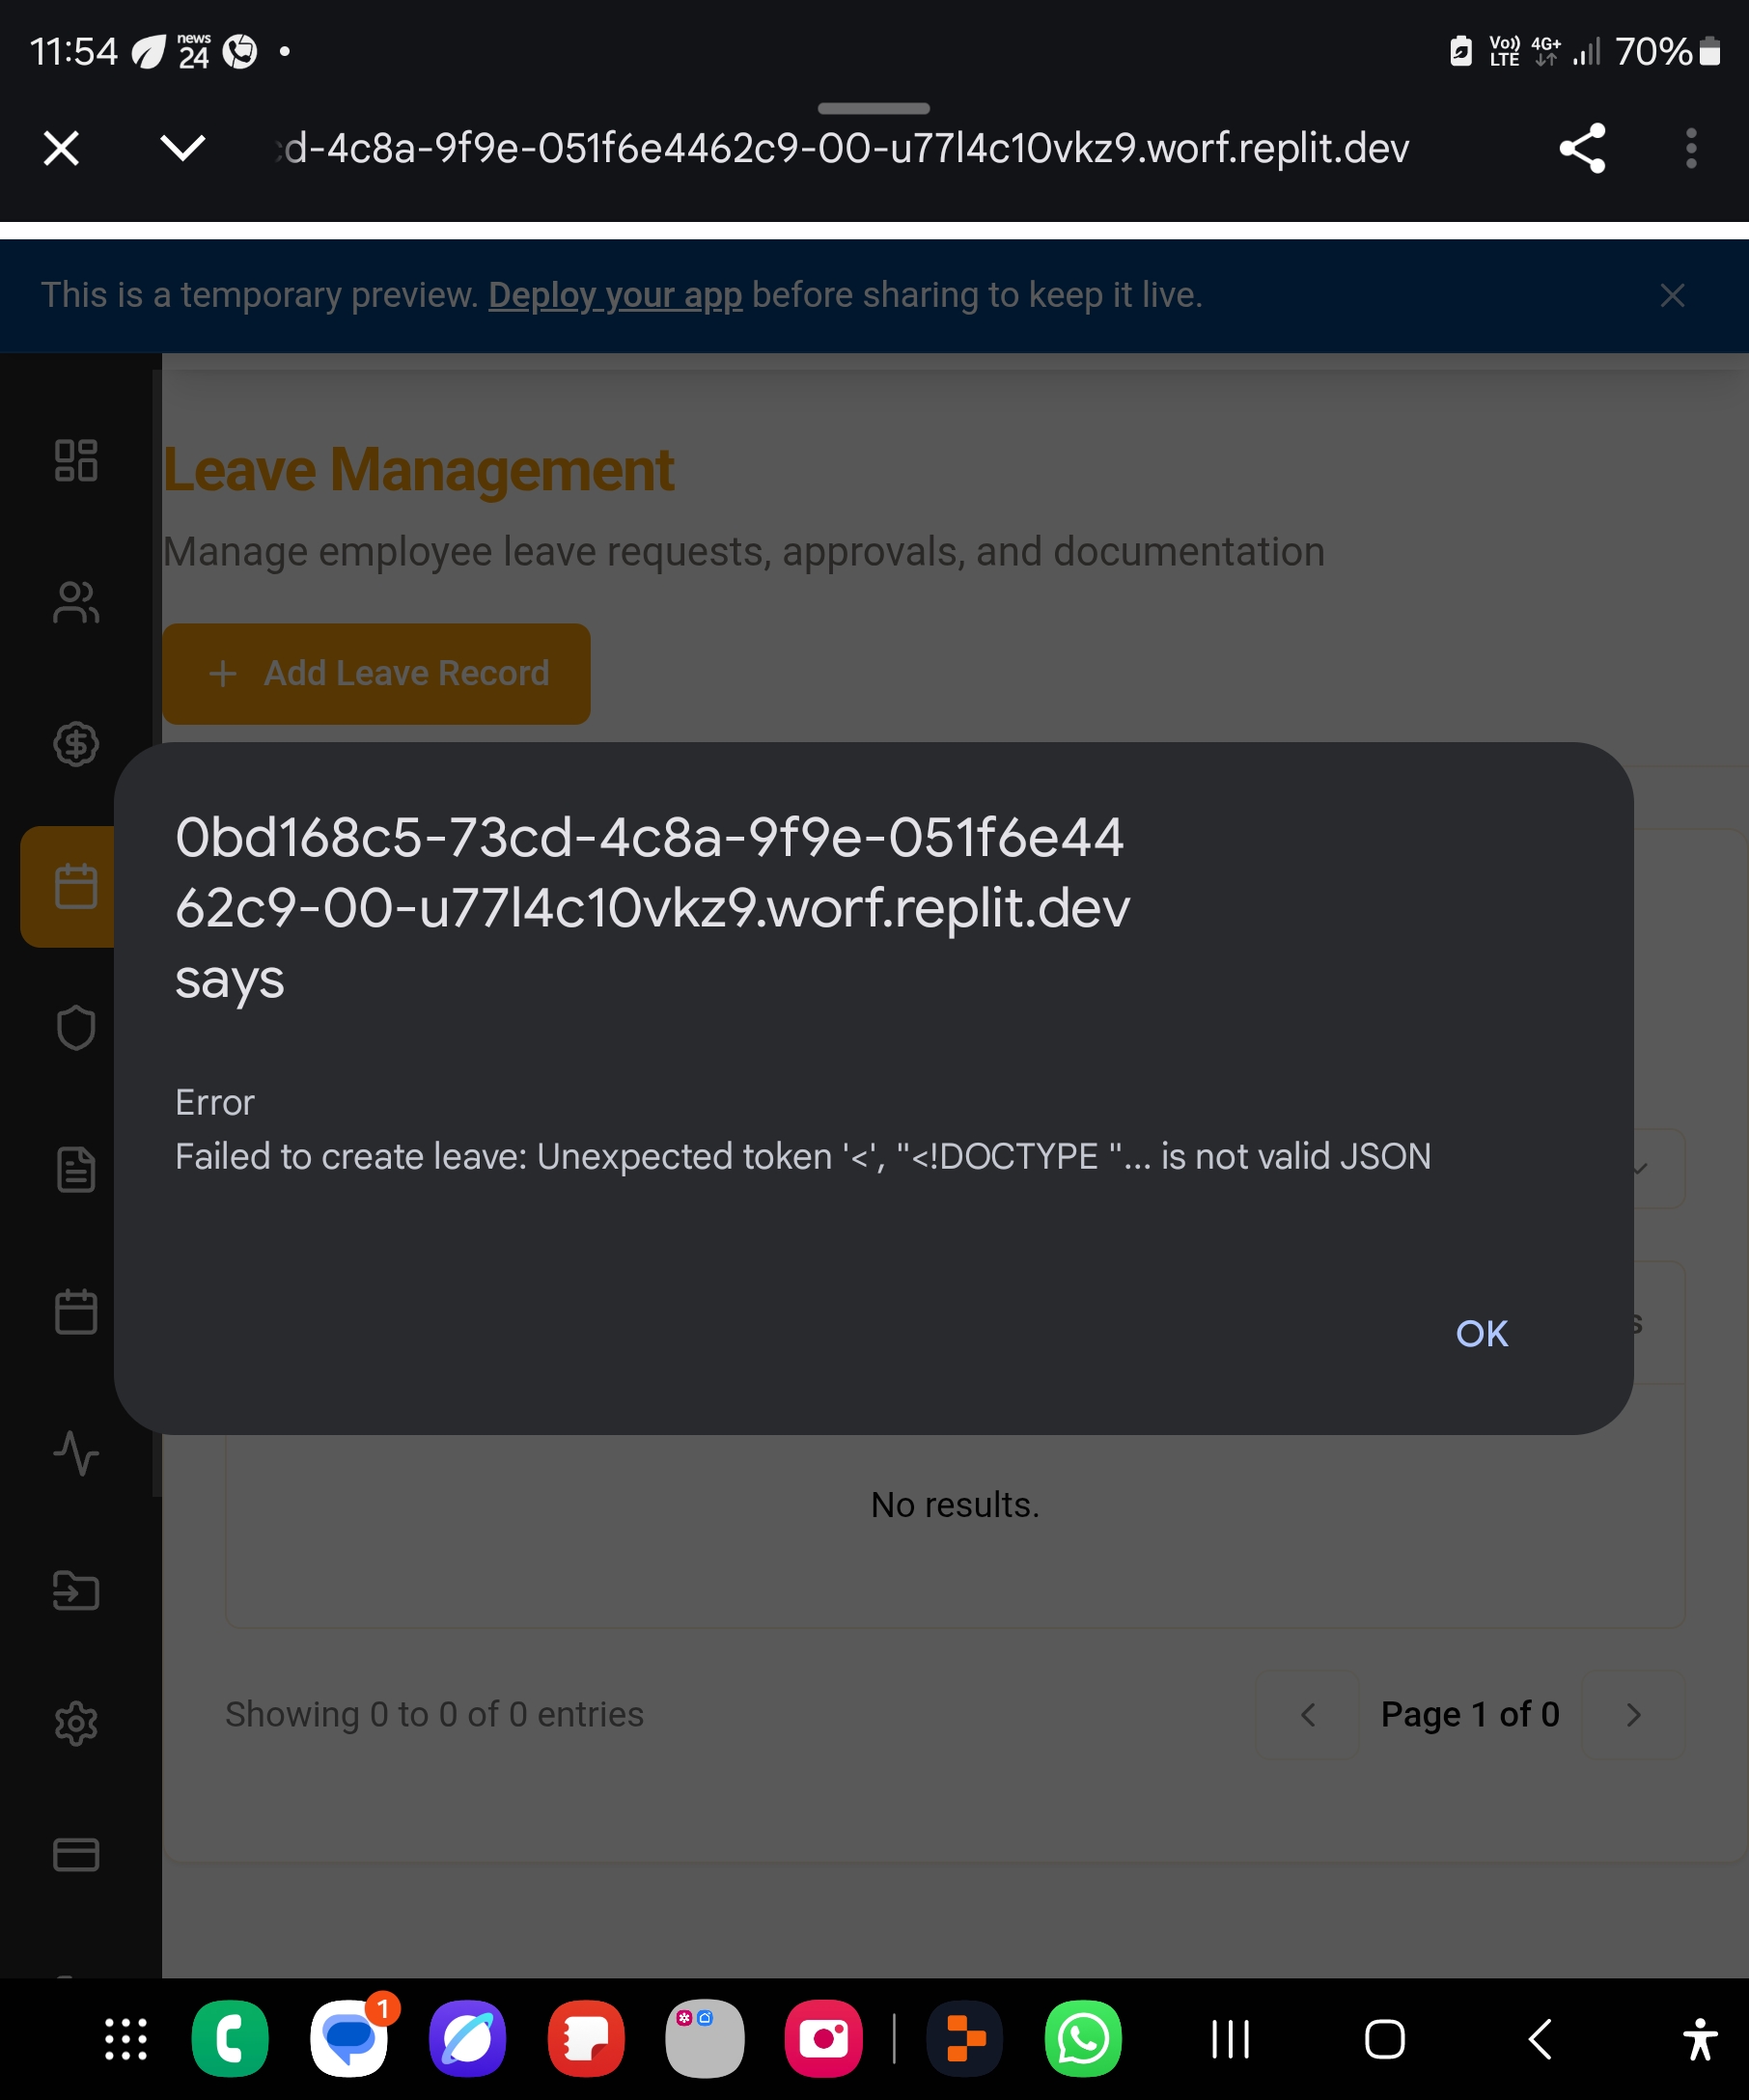 11:54
news
24
Vo)) LTE
4G+
70%
d-4c8a-9f9e-051f6e4462c9-00-u77l4c10vkz9.worf.replit.dev
This is a temporary preview. Deploy your app before sharing to keep it live.
Leave Management
Manage employee leave requests, approvals, and documentation
+ Add Leave Record
0bd168c5-73cd-4c8a-9f9e-051f6e44
62c9-00-u77l4c10vkz9.worf.replit.dev
says
Error
Failed to create leave: Unexpected token '<', "<!DOCTYPE "... is not valid JSON
OK
No results.
Showing 0 to 0 of 0 entries
Page 1 of 0
1